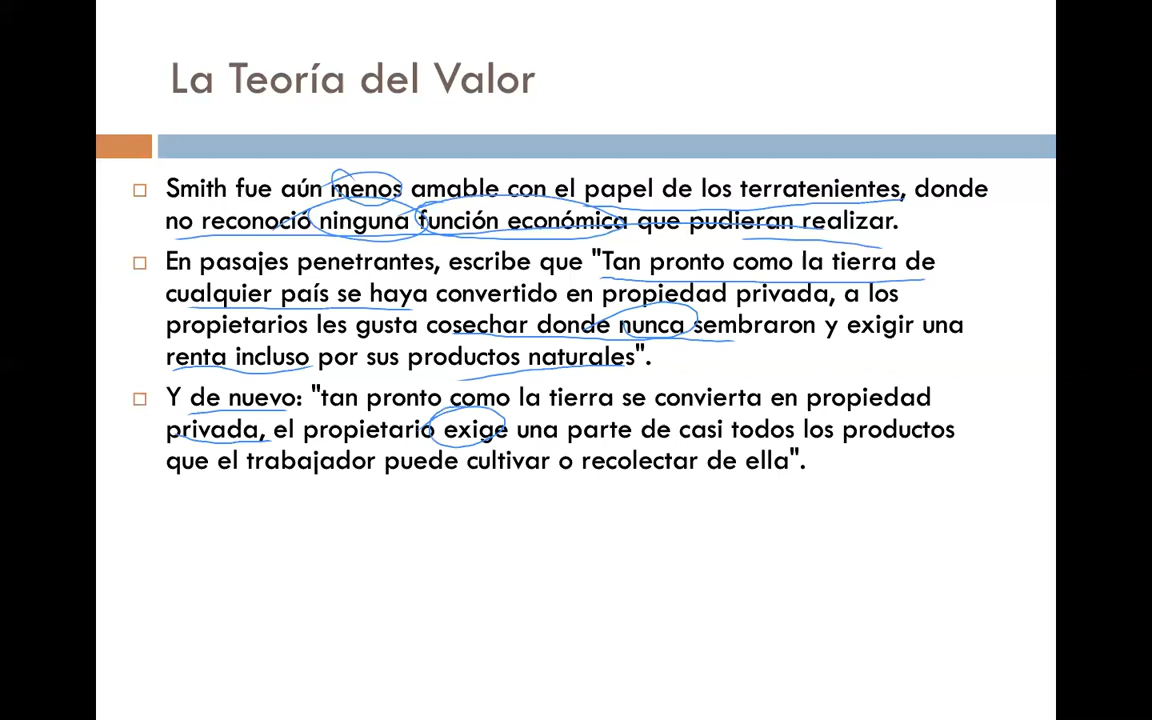 La Teoría del Valor
Smith fue aún menos amable con el papel de los terratenientes, donde
no reconoció ninguna función económica que pudieran realizar.
En pasajes penetrantes, escribe que "Tan pronto como la tierra de
cualquier país se haya convertido en propiedad privada, a los
propietarios les gusta cosechar donde nunca sembraron y exigir una
renta incluso por sus productos naturales".
Y de nuevo: "tan pronto como la tierra se convierta en propiedad
privada, el propietario exige una parte de casi todos los productos
que el trabajador puede cultivar o recolectar de ella".